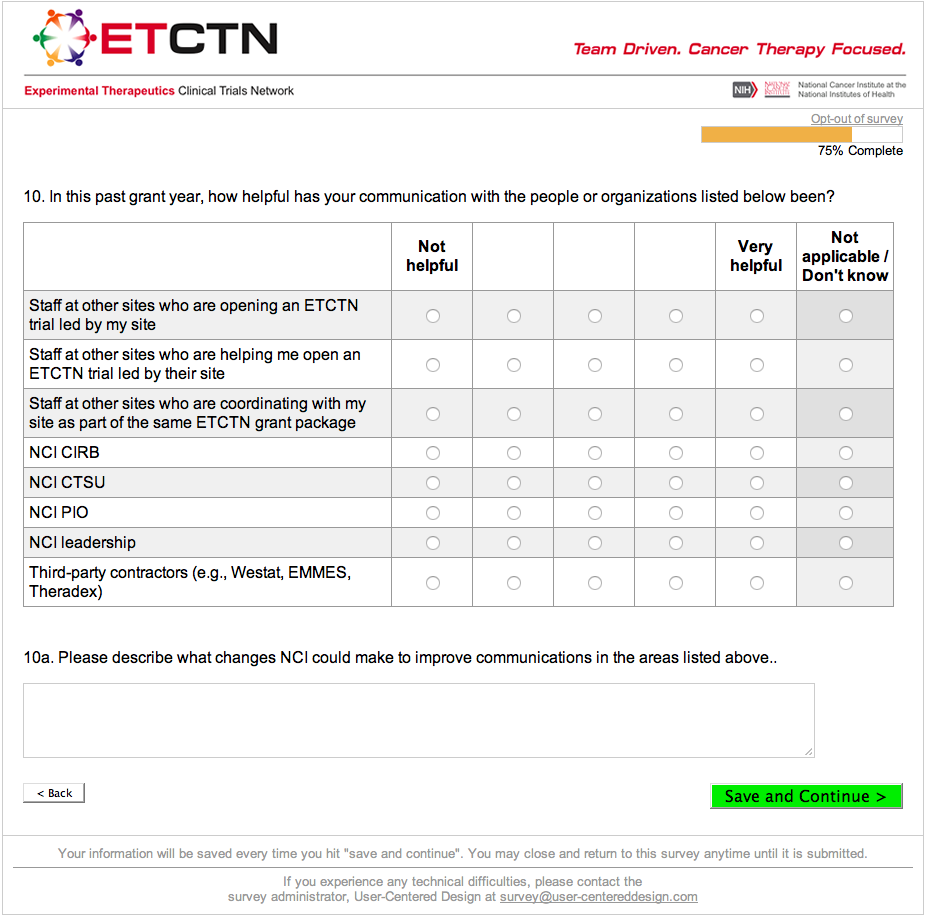 ETCTN
Team Driven. Cancer Therapy Focused.
Experimental Therapeutics Clinical Trials Network
NIH
NATIONAL
CANCER
INSTITUTE
National Cancer Institute at the
National Institutes of Health
Opt-out of survey
75% Complete
10. In this past grant year, how helpful has your communication with the people or organizations listed below been?
Not
helpful
Very
helpful
Not
applicable /
Don't know
Staff at other sites who are opening an ETCTN
trial led by my site
Staff at other sites who are helping me open an
ETCTN trial led by their site
Staff at other sites who are coordinating with my
site as part of the same ETCTN grant package
NCI CIRB
NCI CTSU
NCI PIO
NCI leadership
Third-party contractors (e.g., Westat, EMMES,
Theradex)
10a. Please describe what changes NCI could make to improve communications in the areas listed above..
< Back
Save and Continue >
Your information will be saved every time you hit "save and continue". You may close and return to this survey anytime until it is submitted.
If you experience any technical difficulties, please contact the
survey administrator, User-Centered Design at survey@user-centereddesign.com